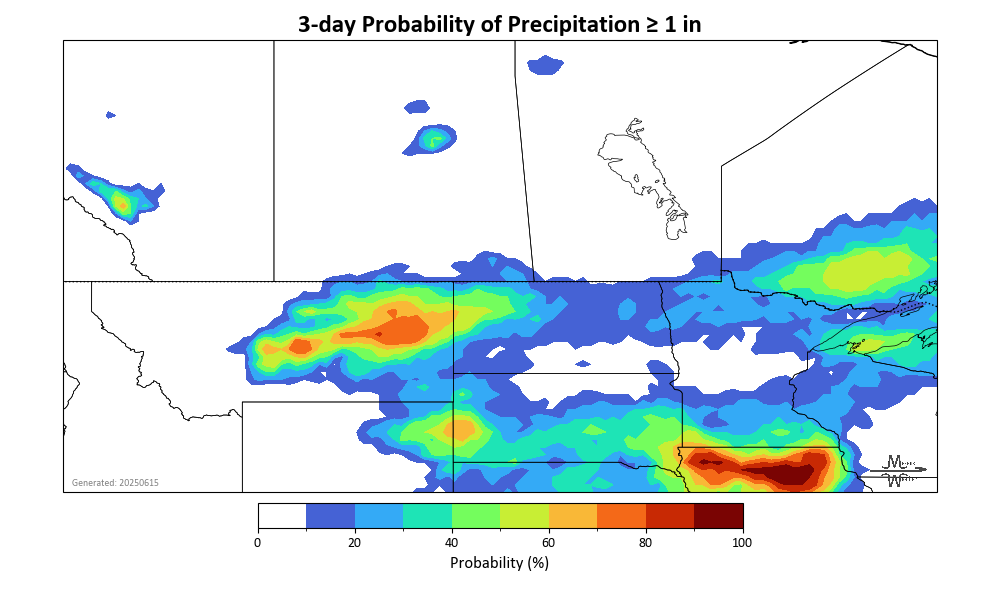 3-day Probability of Precipitation ≥ 1 in
Generated: 20250615
0 20 40 60 80 100
Probability (%)